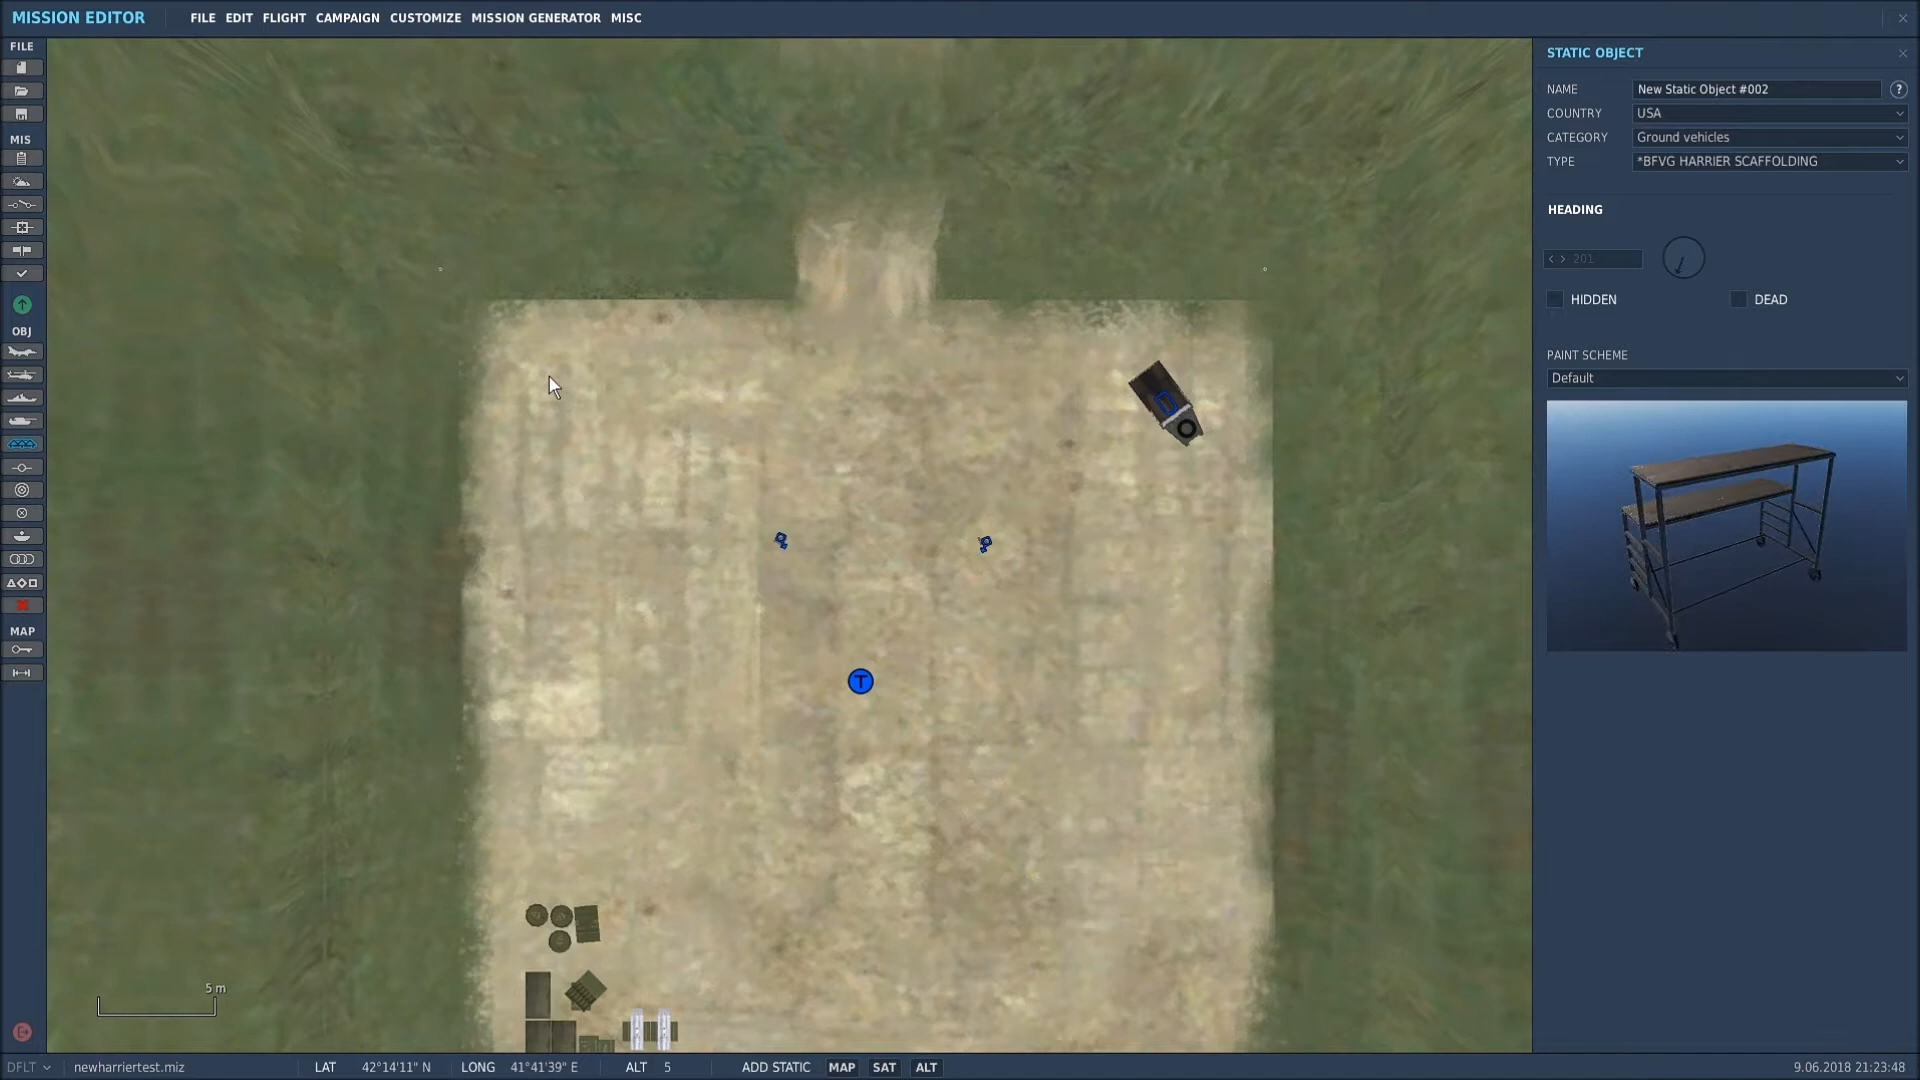 MISSION EDITOR FILE EDIT FLIGHT CAMPAIGN CUSTOMIZE MISSION GENERATOR MISC
FILE
MIS
OBJ
MAP
STATIC OBJECT
NAME New Static Object #002 ?
COUNTRY USA
CATEGORY Ground vehicles
TYPE *BFVG HARRIER SCAFFOLDING
HEADING
201
HIDDEN DEAD
PAINT SCHEME
Default
T
5 m
DFLT newharriertest.miz LAT 42°14'11" N LONG 41°41'39" E ALT 5 ADD STATIC MAP SAT ALT 9.06.2018 21:23:48